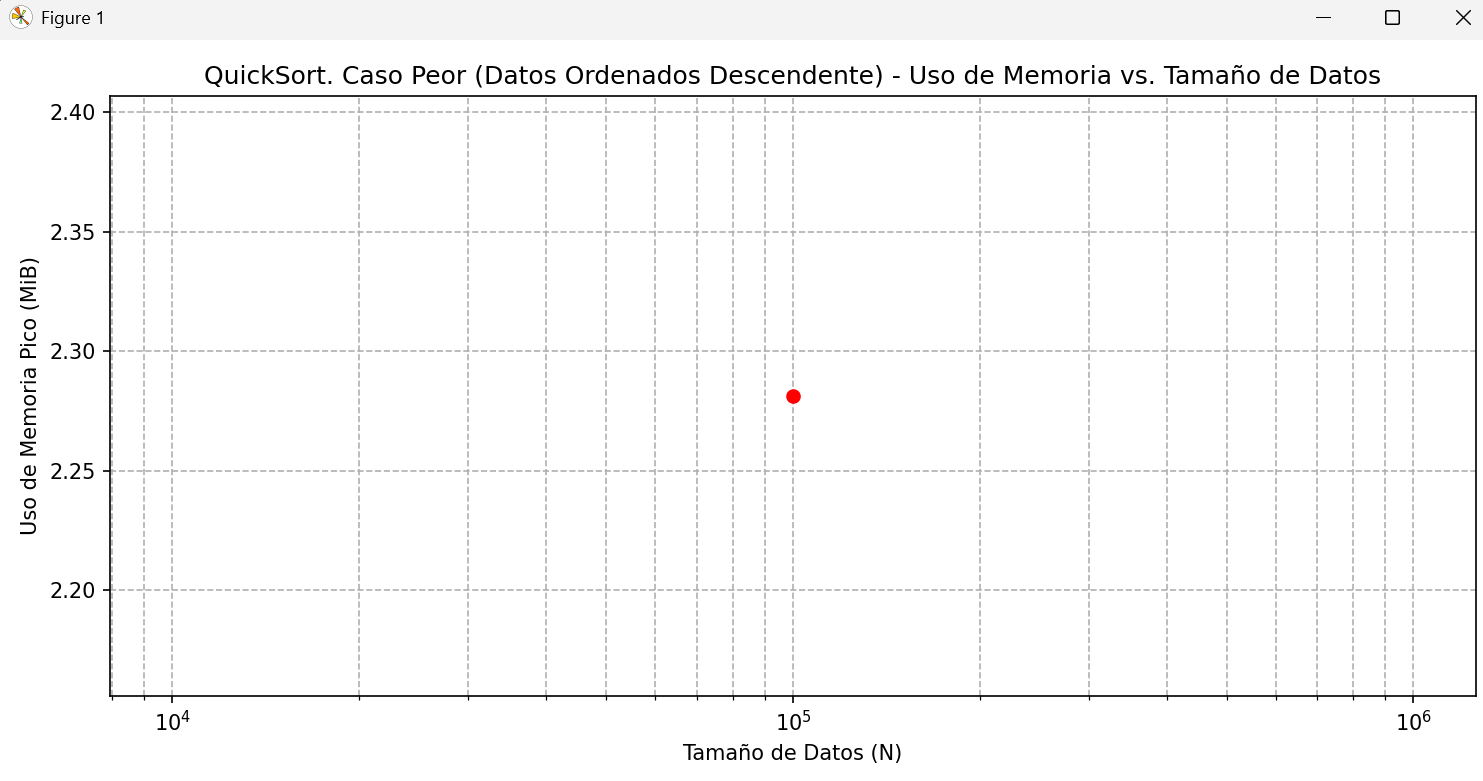 Figure 1
QuickSort. Caso Peor (Datos Ordenados Descendente) - Uso de Memoria vs. Tamaño de Datos
Uso de Memoria Pico (MiB)
2.40
2.35
2.30
2.25
2.20
10⁴ 10⁵ 10⁶
Tamaño de Datos (N)